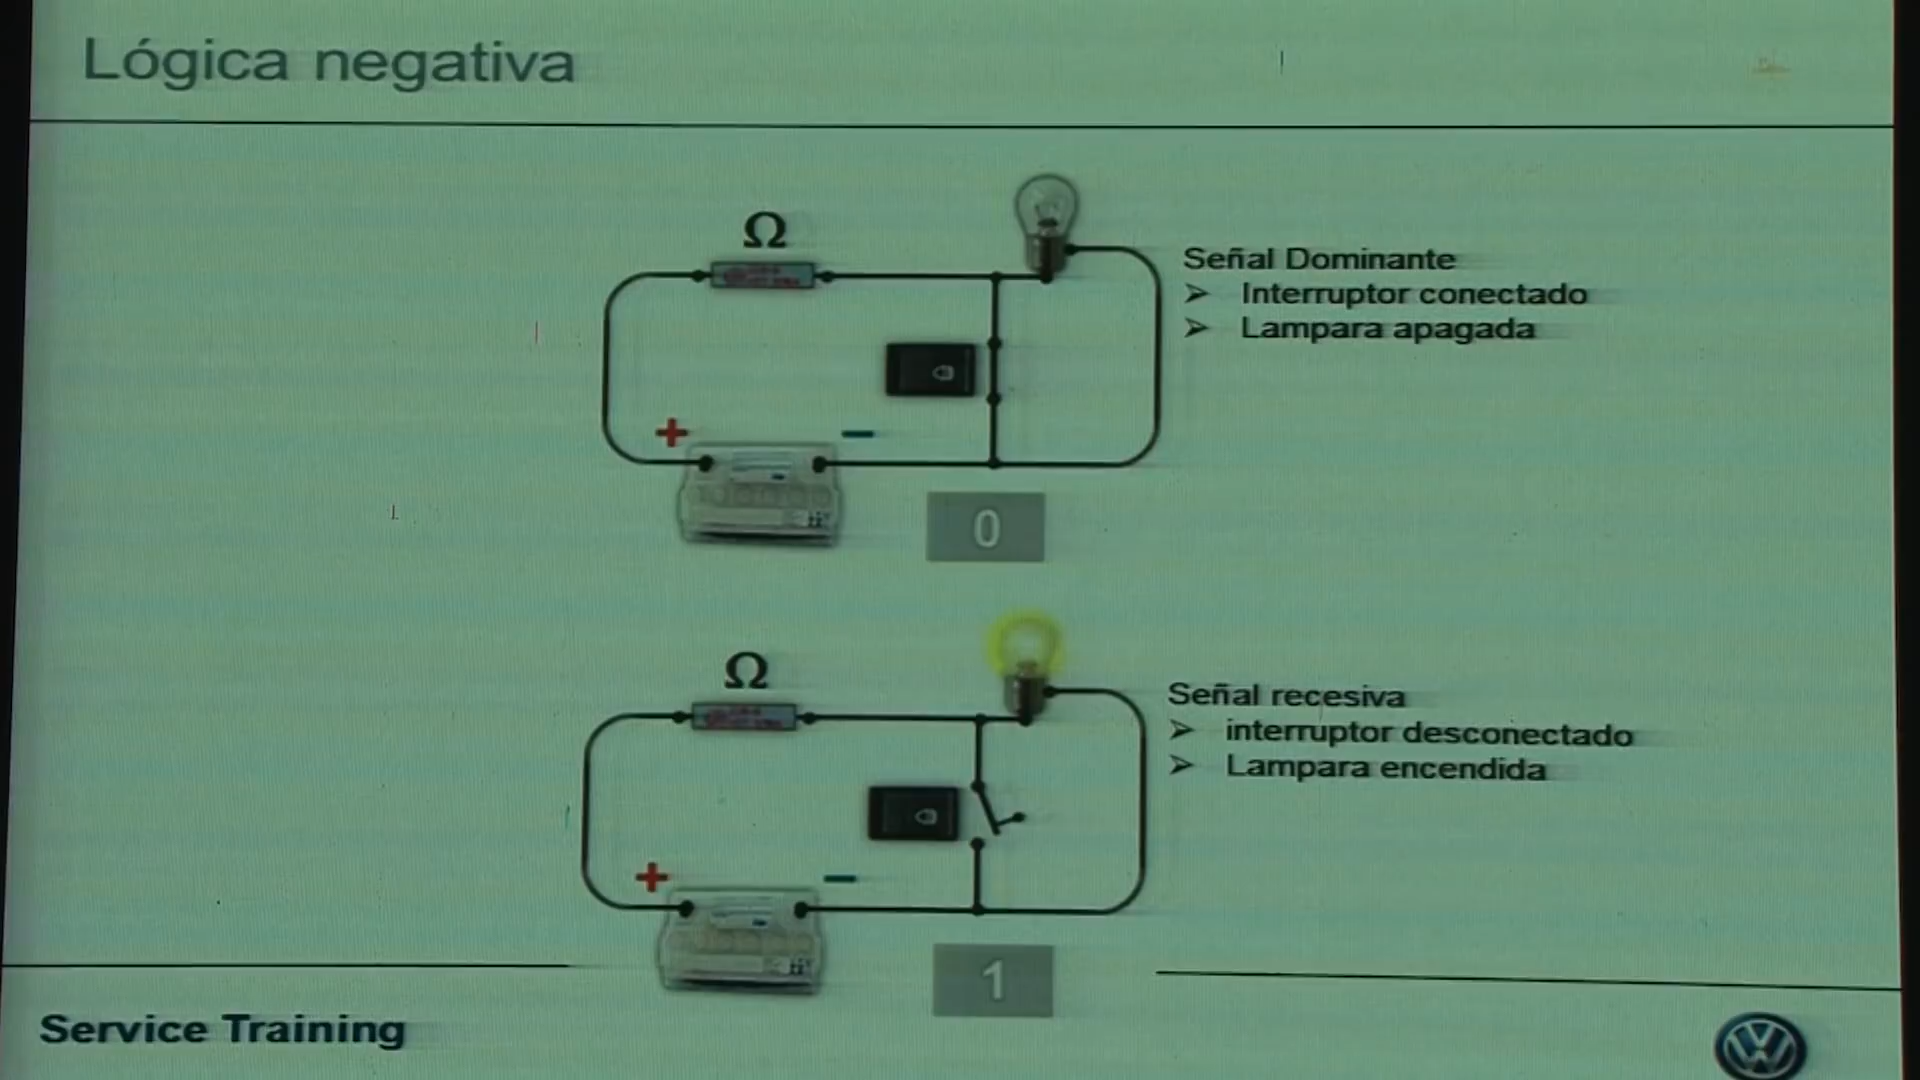 Lógica negativa
Ω
Señal Dominante
➢ Interruptor conectado
➢ Lampara apagada
+
−
0
Ω
Señal recesiva
➢ interruptor desconectado
➢ Lampara encendida
+
−
1
Service Training